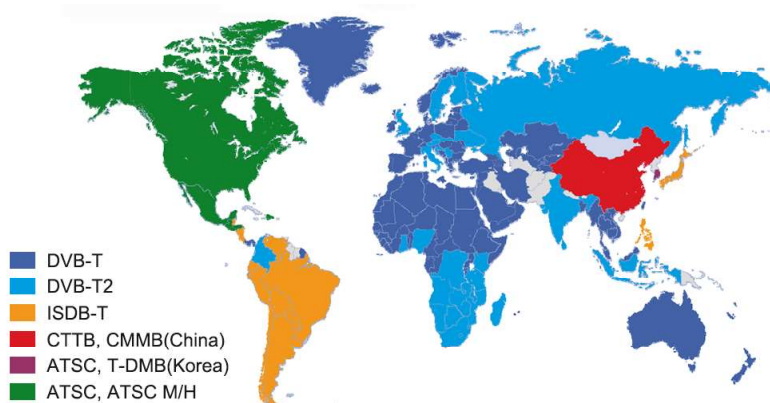 DVB-T
DVB-T2
ISDB-T
CTTB, CMMB(China)
ATSC, T-DMB(Korea)
ATSC, ATSC M/H